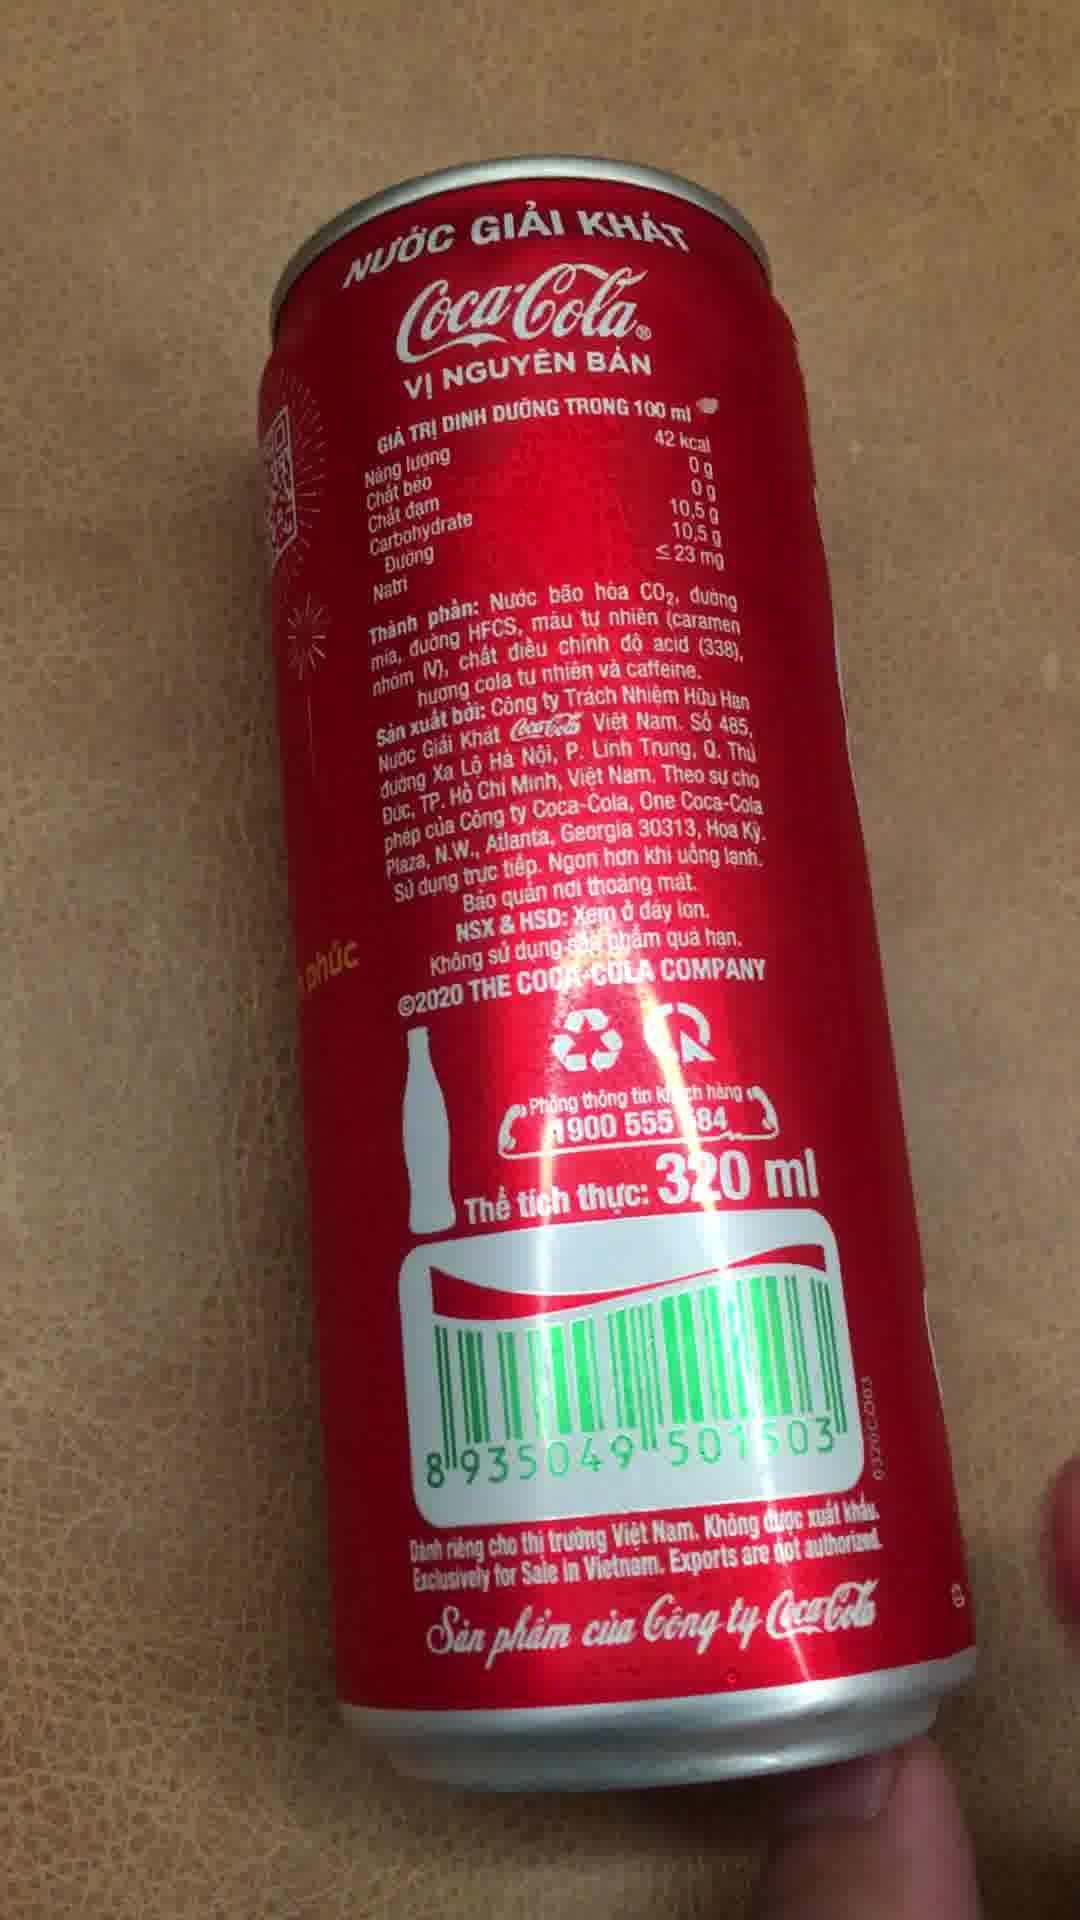 NƯỚC GIẢI KHÁT
Coca-Cola®
VỊ NGUYÊN BẢN
GIÁ TRỊ DINH DƯỠNG TRONG 100 ml
Năng lượng 42 kcal
Chất béo 0 g
Chất đạm 0 g
Carbohydrate 10,5 g
Đường 10,5 g
Natri ≤ 23 mg
Thành phần: Nước bão hòa CO₂, đường
mía, đường HFCS, màu tự nhiên (caramen
nhóm IV), chất điều chỉnh độ acid (338),
hương cola tự nhiên và caffeine.
Sản xuất bởi: Công ty Trách Nhiệm Hữu Hạn
Nước Giải Khát Coca-Cola Việt Nam. Số 485,
đường Xa Lộ Hà Nội, P. Linh Trung, Q. Thủ
Đức, TP. Hồ Chí Minh, Việt Nam. Theo sự cho
phép của Công ty Coca-Cola, One Coca-Cola
Plaza, N.W., Atlanta, Georgia 30313, Hoa Kỳ.
Sử dụng trực tiếp. Ngon hơn khi uống lạnh.
Bảo quản nơi thoáng mát.
NSX & HSD: Xem ở đáy lon.
Không sử dụng sản phẩm quá hạn.
phúc
©2020 THE COCA-COLA COMPANY
Phòng thông tin khách hàng
1900 555 84
Thể tích thực: 320 ml
8 935049 501503
Dành riêng cho thị trường Việt Nam. Không được xuất khẩu.
Exclusively for Sale in Vietnam. Exports are not authorized.
Sản phẩm của Công ty Coca-Cola